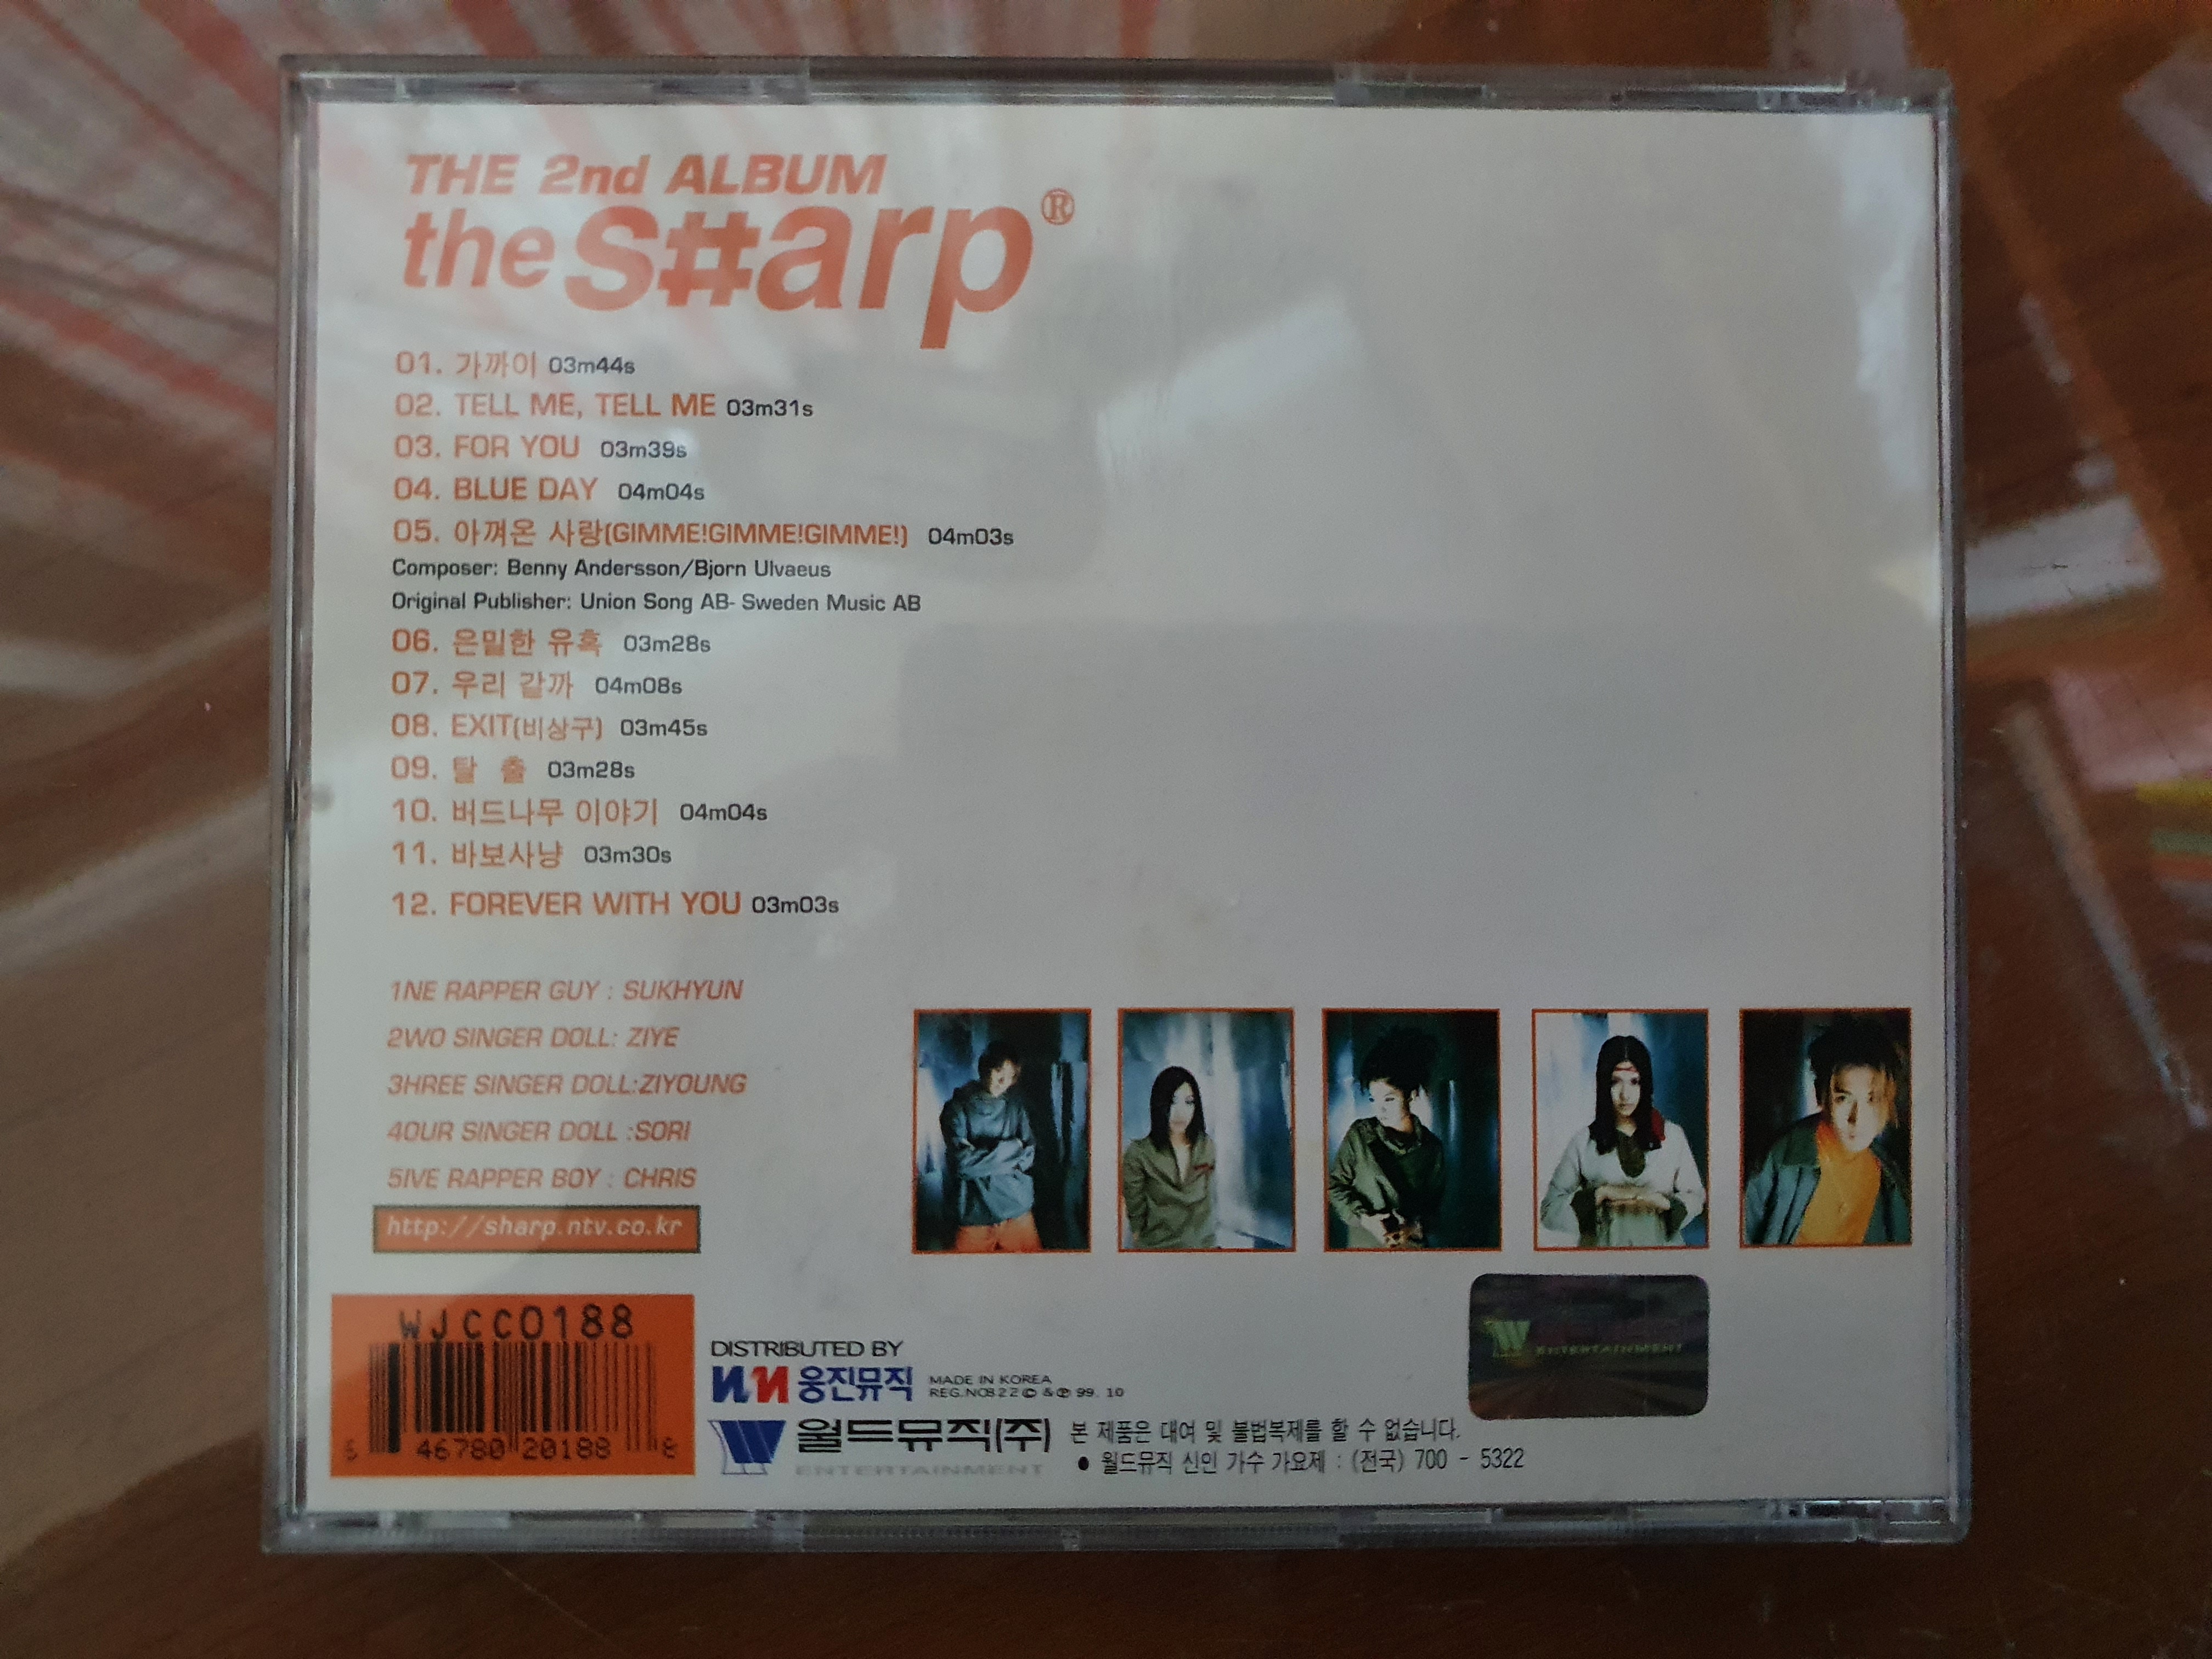 THE 2nd ALBUM
the s#arp®
01. 가까이 03m44s
02. TELL ME, TELL ME 03m31s
03. FOR YOU 03m39s
04. BLUE DAY 04m04s
05. 아껴온 사랑(GIMME!GIMME!GIMME!) 04m03s
Composer: Benny Andersson/Bjorn Ulvaeus
Original Publisher: Union Song AB- Sweden Music AB
06. 은밀한 유혹 03m28s
07. 우리 갈까 04m08s
08. EXIT(비상구) 03m45s
09. 탈 출 03m28s
10. 버드나무 이야기 04m04s
11. 바보사냥 03m30s
12. FOREVER WITH YOU 03m03s
1NE RAPPER GUY : SUKHYUN
2WO SINGER DOLL: ZIYE
3HREE SINGER DOLL:ZIYOUNG
4OUR SINGER DOLL :SORI
5IVE RAPPER BOY : CHRIS
http://sharp.ntv.co.kr
WJCC0188
46780 20188 8
DISTRIBUTED BY
웅진뮤직
MADE IN KOREA
REG.NO822 © & ℗ 99. 10
월드뮤직(주)
ENTERTAINMENT
본 제품은 대여 및 불법복제를 할 수 없습니다.
● 월드뮤직 신인 가수 가요제 : (전국) 700 - 5322
W ENTERTAINMENT